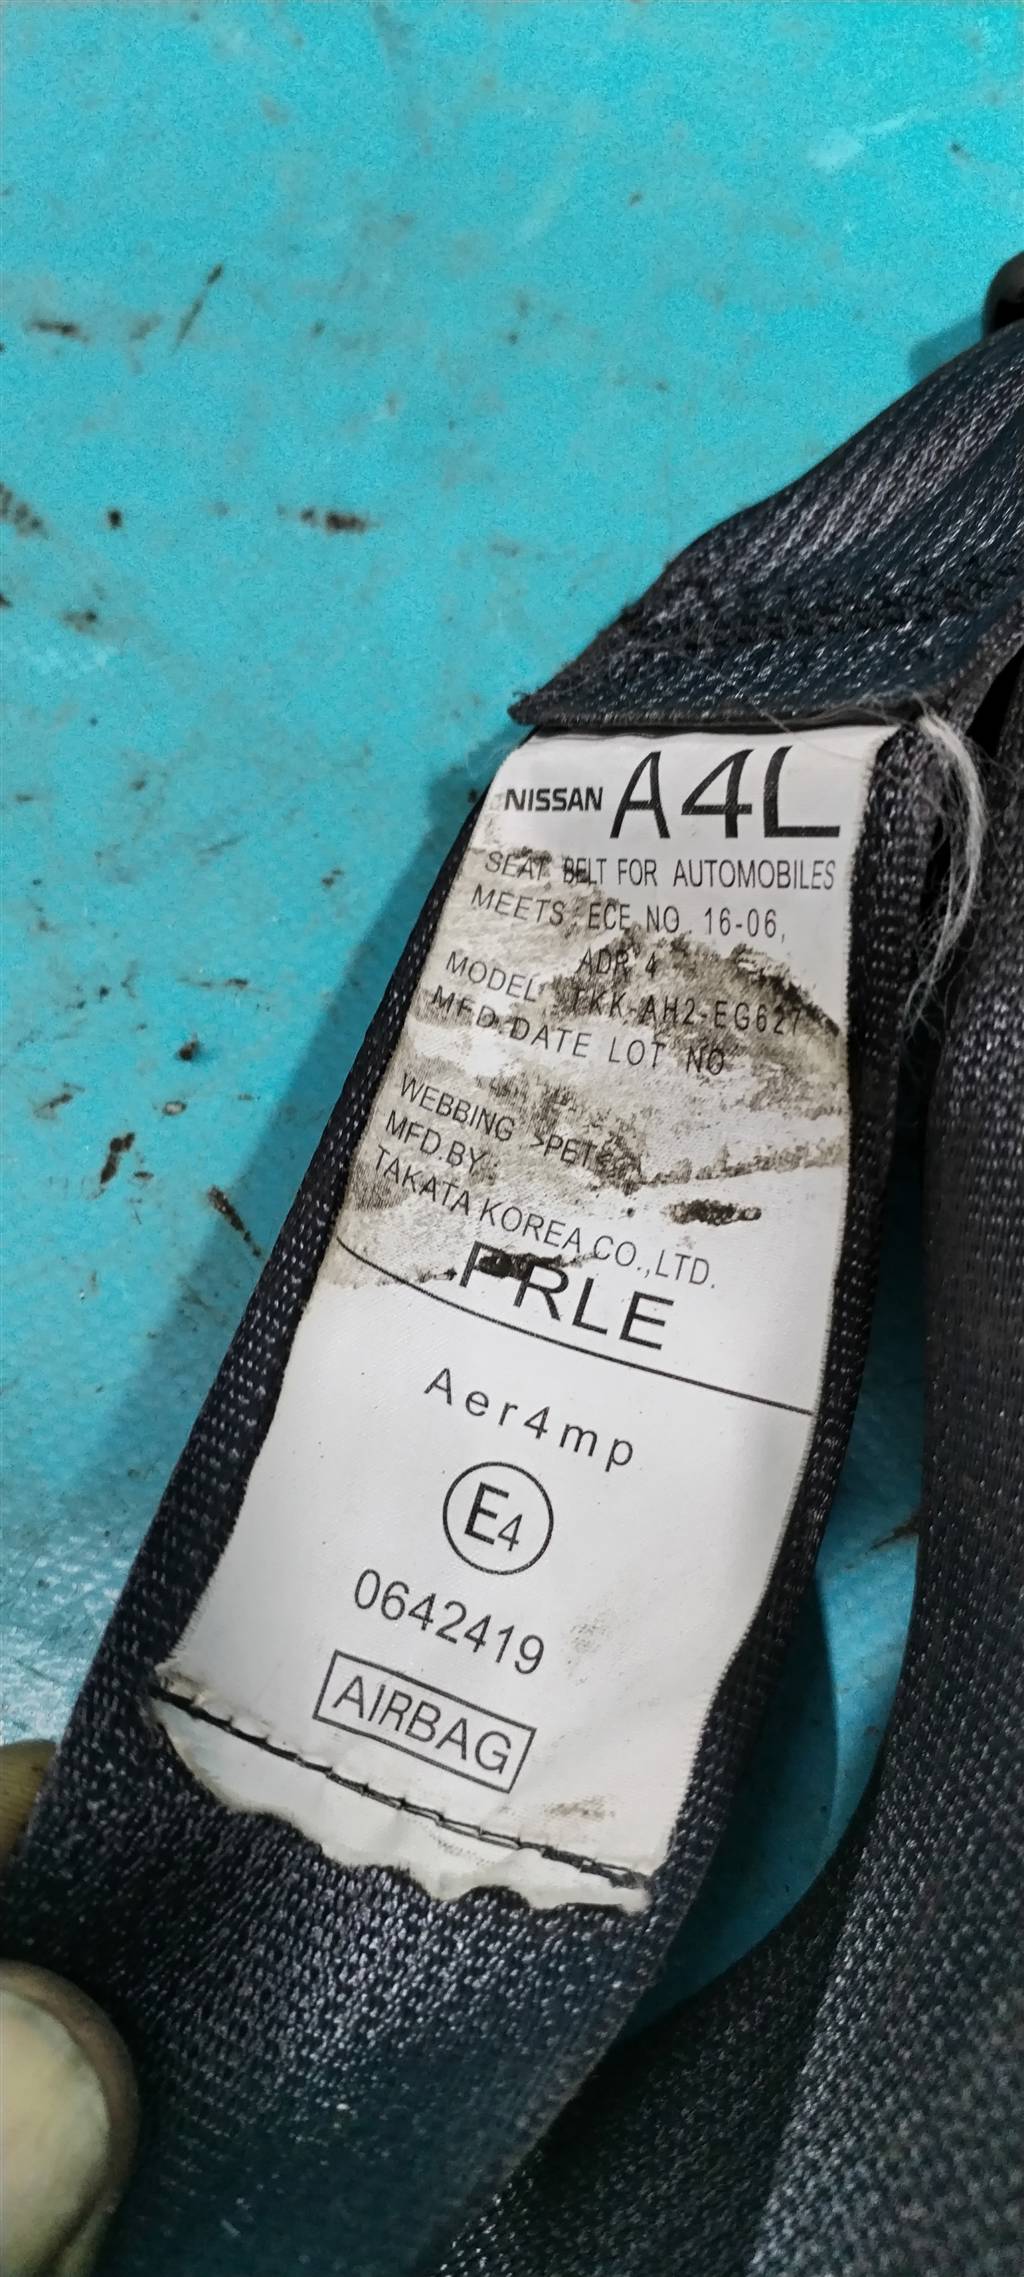 NISSAN A4L
SEAT BELT FOR AUTOMOBILES
MEETS : ECE NO. 16-06,
ADR 4
MODEL TKK-AH2-EG627
MFD.DATE LOT NO
WEBBING >PET<
MFD.BY :
TAKATA KOREA CO.,LTD.
PRLE
Aer4mp
E4
0642419
AIRBAG